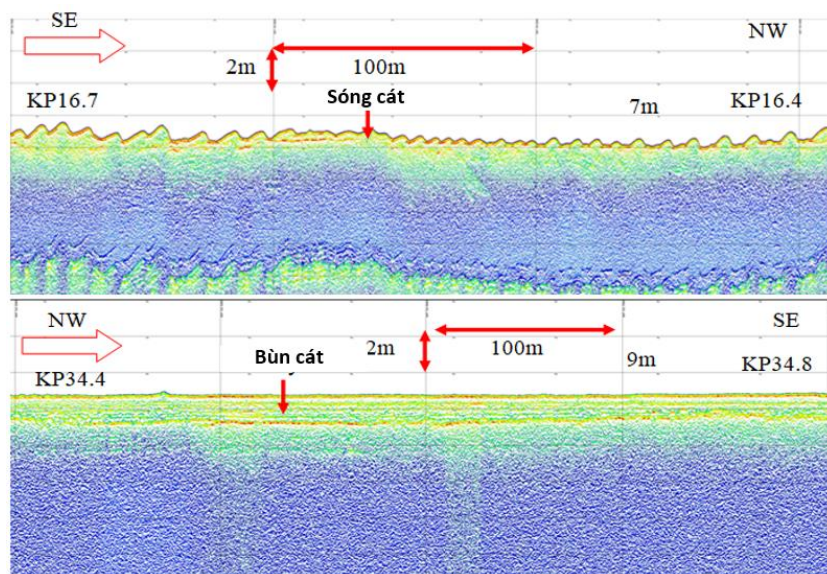 SE
NW
2m
100m
KP16.7
Sóng cát
7m
KP16.4
NW
SE
Bùn cát
2m
100m
9m
KP34.4
KP34.8